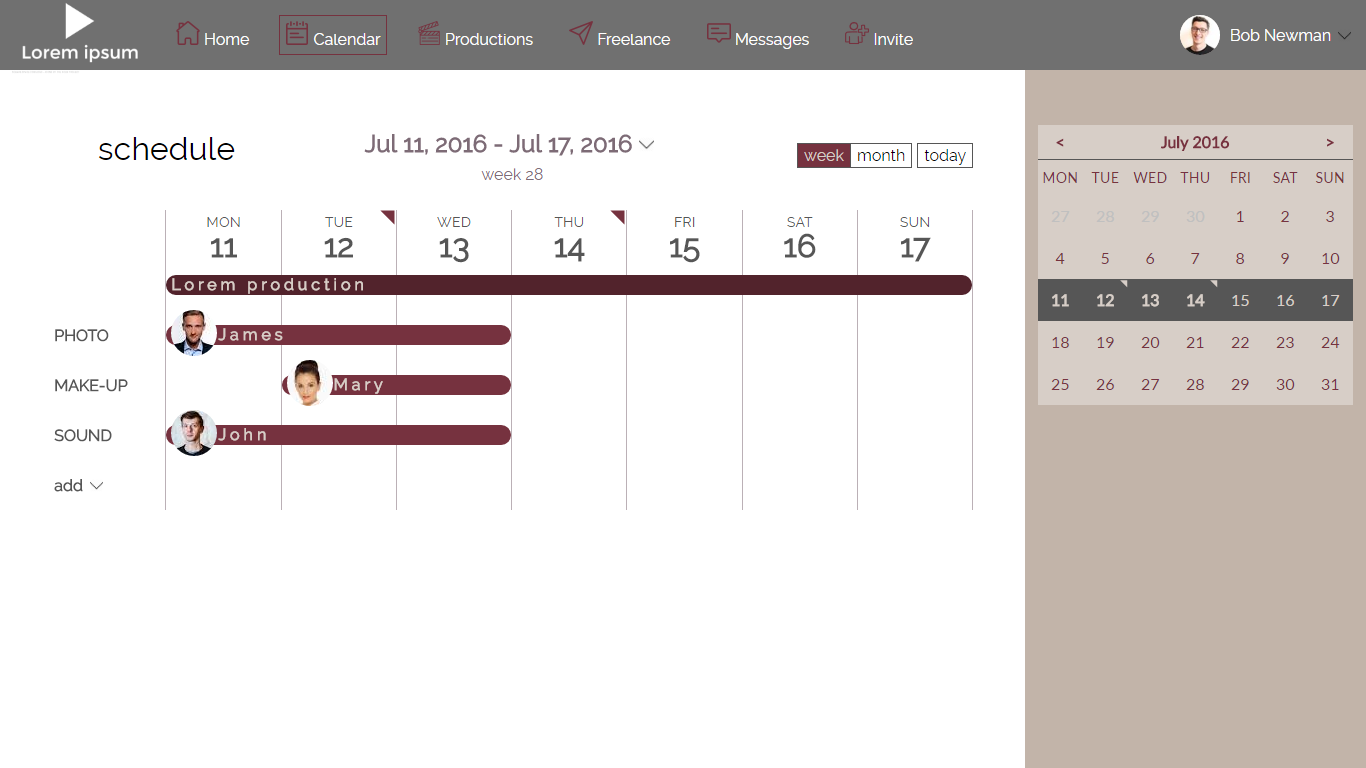 Lorem ipsum
Home Calendar Productions Freelance Messages Invite
Bob Newman
schedule
Jul 11, 2016 - Jul 17, 2016
week 28
week month today
MON TUE WED THU FRI SAT SUN
11 12 13 14 15 16 17
Lorem production
PHOTO James
MAKE-UP Mary
SOUND John
add
< July 2016 >
MON TUE WED THU FRI SAT SUN
27 28 29 30 1 2 3
4 5 6 7 8 9 10
11 12 13 14 15 16 17
18 19 20 21 22 23 24
25 26 27 28 29 30 31